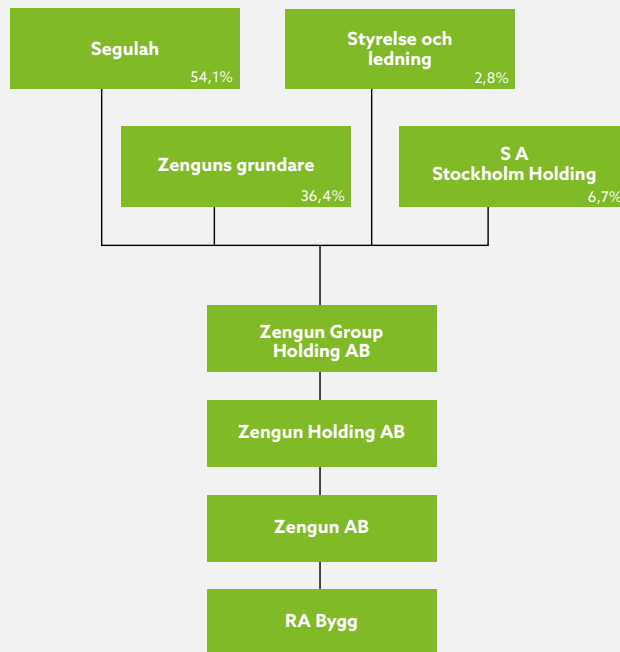 Segulah
54,1%
Styrelse och
ledning
2,8%
Zenguns grundare
36,4%
S A
Stockholm Holding
6,7%
Zengun Group
Holding AB
Zengun Holding AB
Zengun AB
RA Bygg